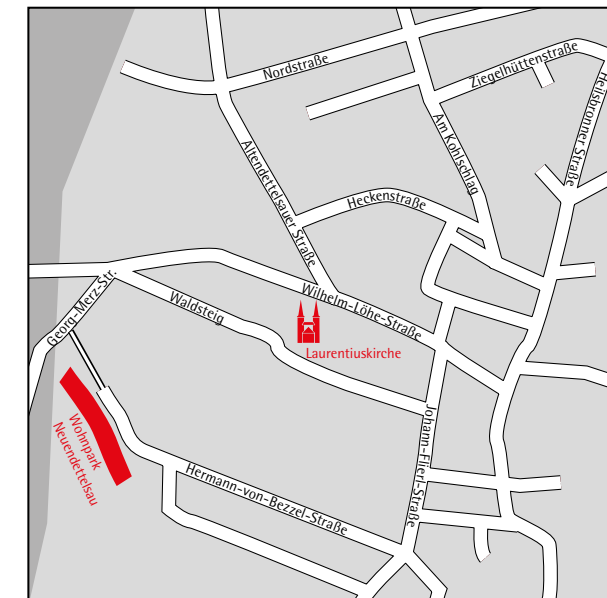 Nordstraße
Ziegelhüttenstraße
Heilsbronner Straße
Am Kohlschlag
Altendettelsauer Straße
Heckenstraße
Georg-Merz-Str.
Waldsteig
Wilhelm-Löhe-Straße
Laurentiuskirche
Wohnpark
Neuendettelsau
Johann-Flierl-Straße
Hermann-von-Bezzel-Straße